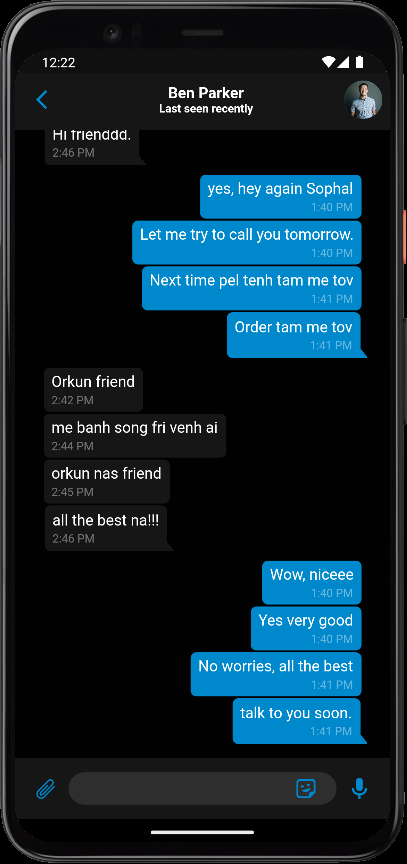 12:22
Ben Parker
Last seen recently
Hi frienddd.
2:46 PM
yes, hey again Sophal
1:40 PM
Let me try to call you tomorrow.
1:40 PM
Next time pel tenh tam me tov
1:41 PM
Order tam me tov
1:41 PM
Orkun friend
2:42 PM
me banh song fri venh ai
2:44 PM
orkun nas friend
2:45 PM
all the best na!!!
2:46 PM
Wow, niceee
1:40 PM
Yes very good
1:40 PM
No worries, all the best
1:41 PM
talk to you soon.
1:41 PM